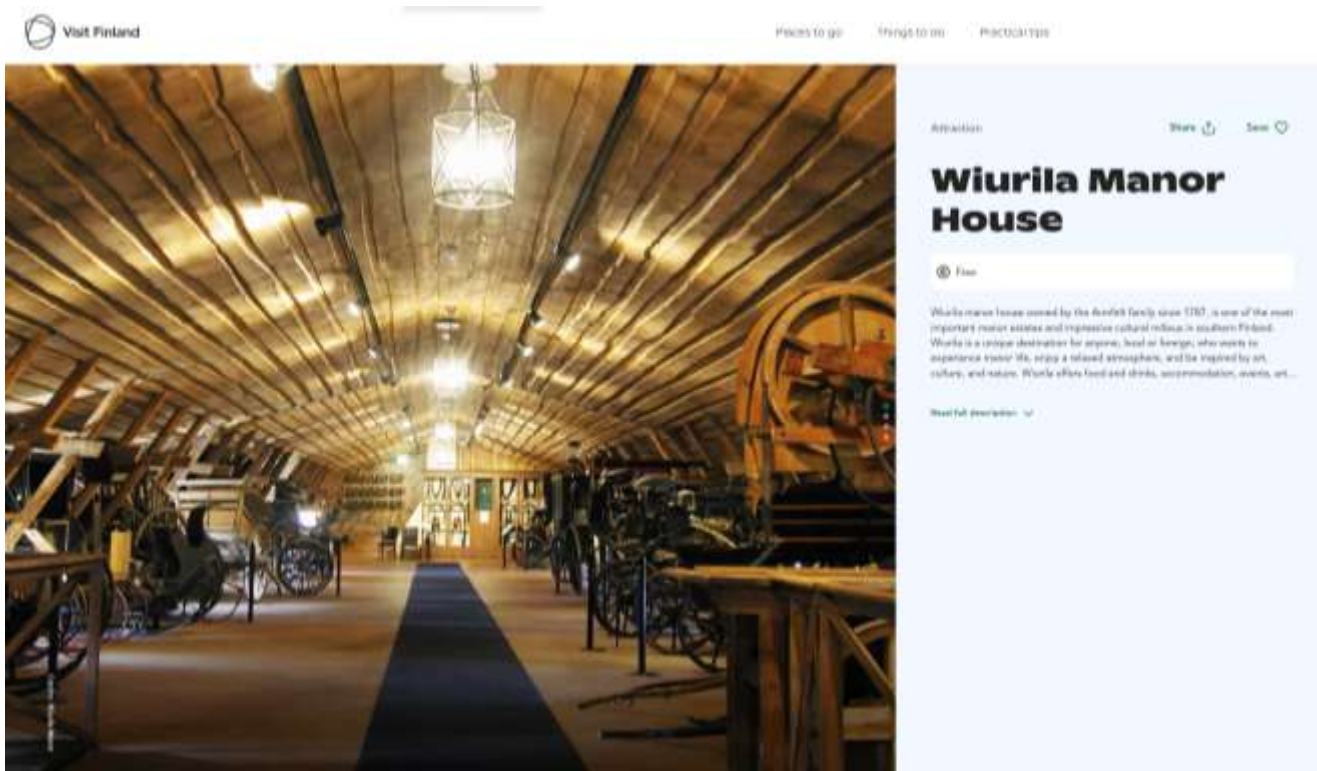 Visit Finland
Places to go Things to do Practical tips
Attraction
Share Save
Wiurila Manor
House
Free
Wiurila manor house owned by the Armfelt family since 1787, is one of the most
important manor estates and impressive cultural milieus in southern Finland.
Wiurila is a unique destination for anyone, local or foreign, who wants to
experience manor life, enjoy a relaxed atmosphere, and be inspired by art,
culture, and nature. Wiurila offers food and drinks, accommodation, events, art...
Read full description